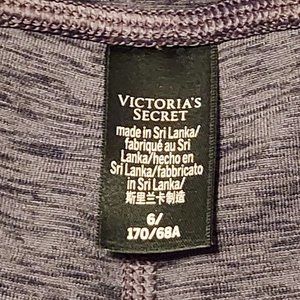 VICTORIA'S
SECRET
made in Sri Lanka/
fabriqué au Sri
Lanka/hecho en
Sri Lanka/fabbricato
in Sri Lanka/
斯里兰卡制造
6/
170/68A